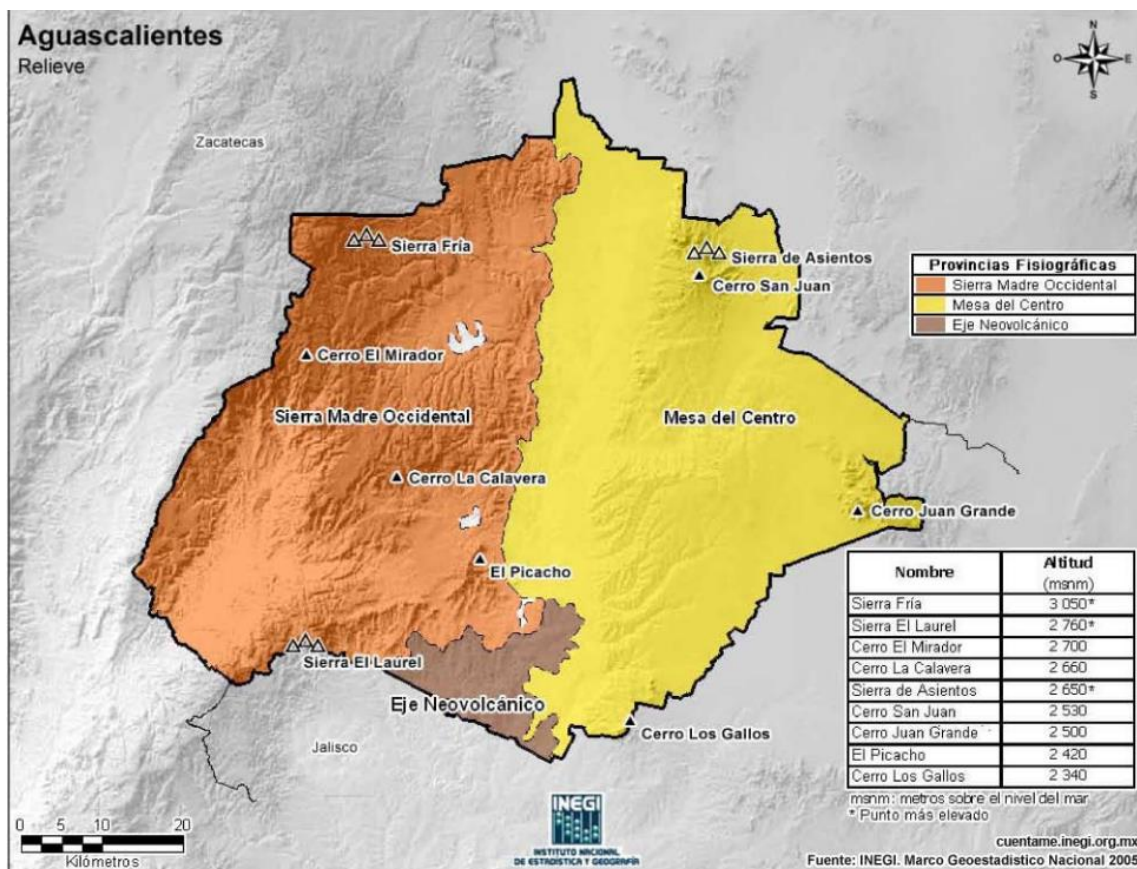 Aguascalientes
Relieve
N
O
E
S
Zacatecas
Sierra Fría
Sierra de Asientos
Cerro San Juan
Provincias Fisiográficas
Sierra Madre Occidental
Mesa del Centro
Eje Neovolcánico
Cerro El Mirador
Sierra Madre Occidental
Mesa del Centro
Cerro La Calavera
Cerro Juan Grande
El Picacho
Sierra El Laurel
Eje Neovolcánico
Cerro Los Gallos
Jalisco
Nombre Altitud
(msnm)
Sierra Fría 3 050*
Sierra El Laurel 2 760*
Cerro El Mirador 2 700
Cerro La Calavera 2 660
Sierra de Asientos 2 650*
Cerro San Juan 2 530
Cerro Juan Grande 2 500
El Picacho 2 420
Cerro Los Gallos 2 340
msnm: metros sobre el nivel del mar
* Punto más elevado
0 5 10 20
Kilómetros
INEGI
INSTITUTO NACIONAL
DE ESTADÍSTICA Y GEOGRAFÍA
cuentame.inegi.org.mx
Fuente: INEGI. Marco Geoestadístico Nacional 2005